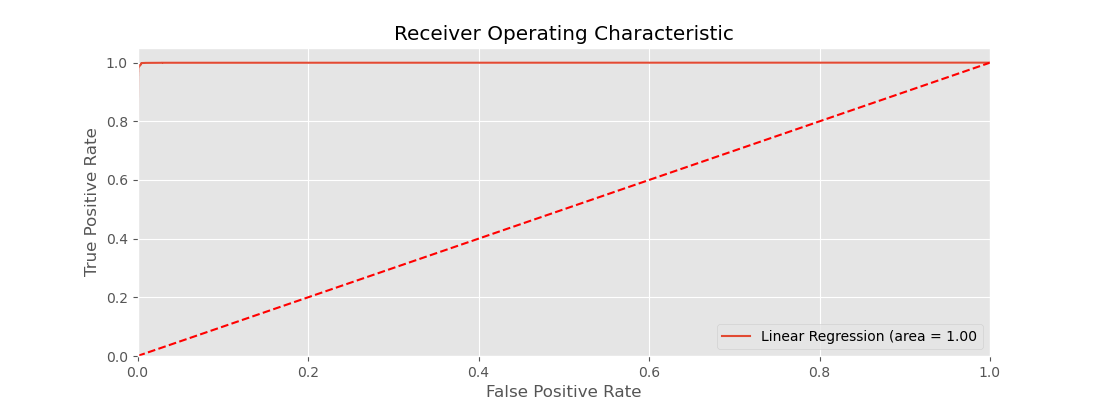 Receiver Operating Characteristic
True Positive Rate
1.0
0.8
0.6
0.4
0.2
0.0
Linear Regression (area = 1.00
0.0 0.2 0.4 0.6 0.8 1.0
False Positive Rate